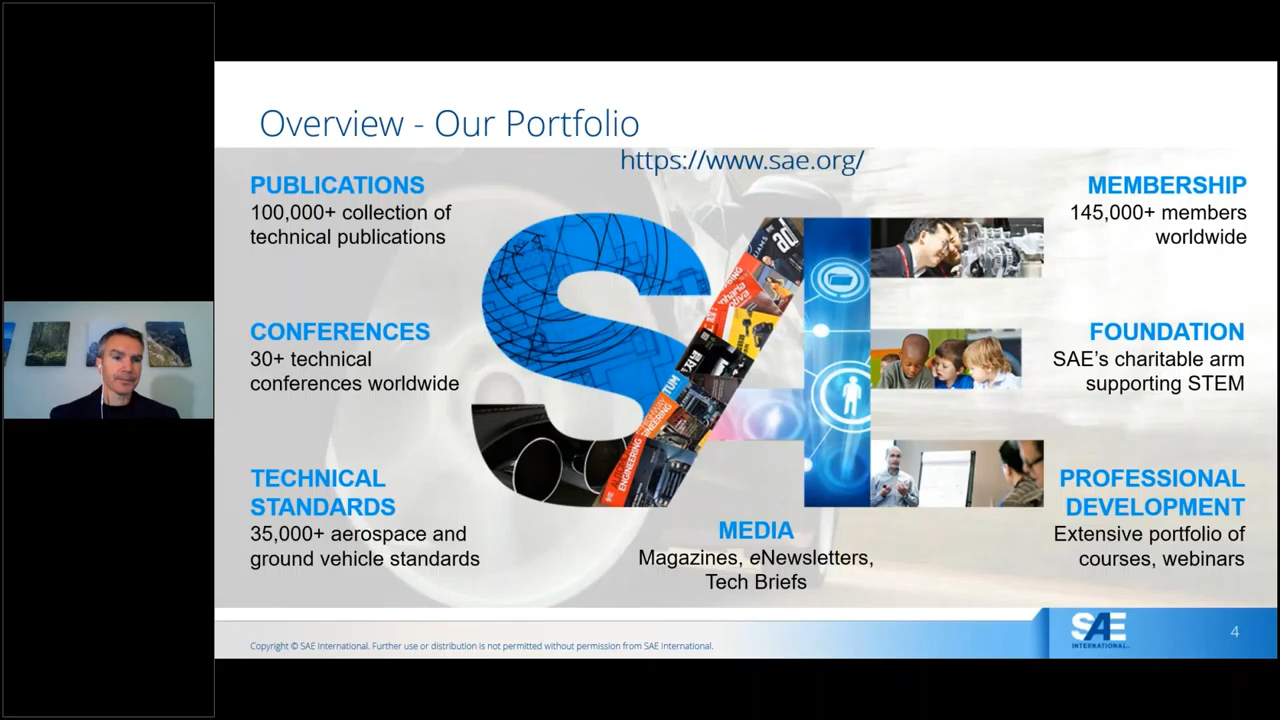 Overview - Our Portfolio
https://www.sae.org/
PUBLICATIONS
100,000+ collection of
technical publications
CONFERENCES
30+ technical
conferences worldwide
TECHNICAL
STANDARDS
35,000+ aerospace and
ground vehicle standards
SAE
ENGINEERING
MEDIA
Magazines, eNewsletters,
Tech Briefs
MEMBERSHIP
145,000+ members
worldwide
FOUNDATION
SAE's charitable arm
supporting STEM
PROFESSIONAL
DEVELOPMENT
Extensive portfolio of
courses, webinars
Copyright © SAE International. Further use or distribution is not permitted without permission from SAE International.
SAE
INTERNATIONAL
4